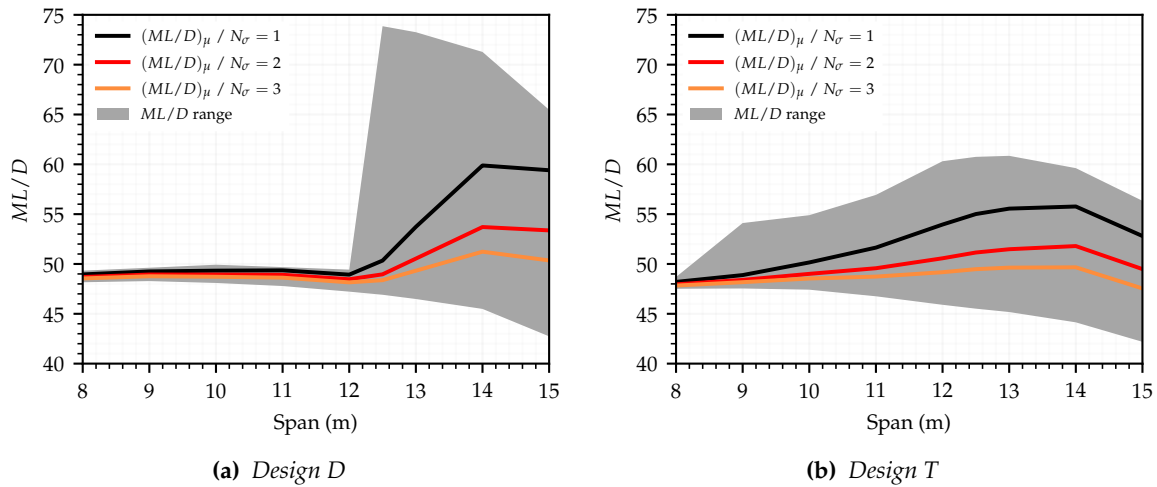 75
70
65
60
55
50
45
40
ML/D
(ML/D)μ / Nσ = 1
(ML/D)μ / Nσ = 2
(ML/D)μ / Nσ = 3
ML/D range
8 9 10 11 12 13 14 15
Span (m)
(a) Design D
75
70
65
60
55
50
45
40
ML/D
(ML/D)μ / Nσ = 1
(ML/D)μ / Nσ = 2
(ML/D)μ / Nσ = 3
ML/D range
8 9 10 11 12 13 14 15
Span (m)
(b) Design T